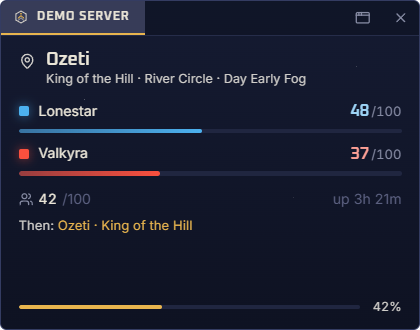 DEMO SERVER
Ozeti
King of the Hill · River Circle · Day Early Fog
Lonestar 48/100
Valkyra 37/100
42 /100 up 3h 21m
Then: Ozeti · King of the Hill
42%